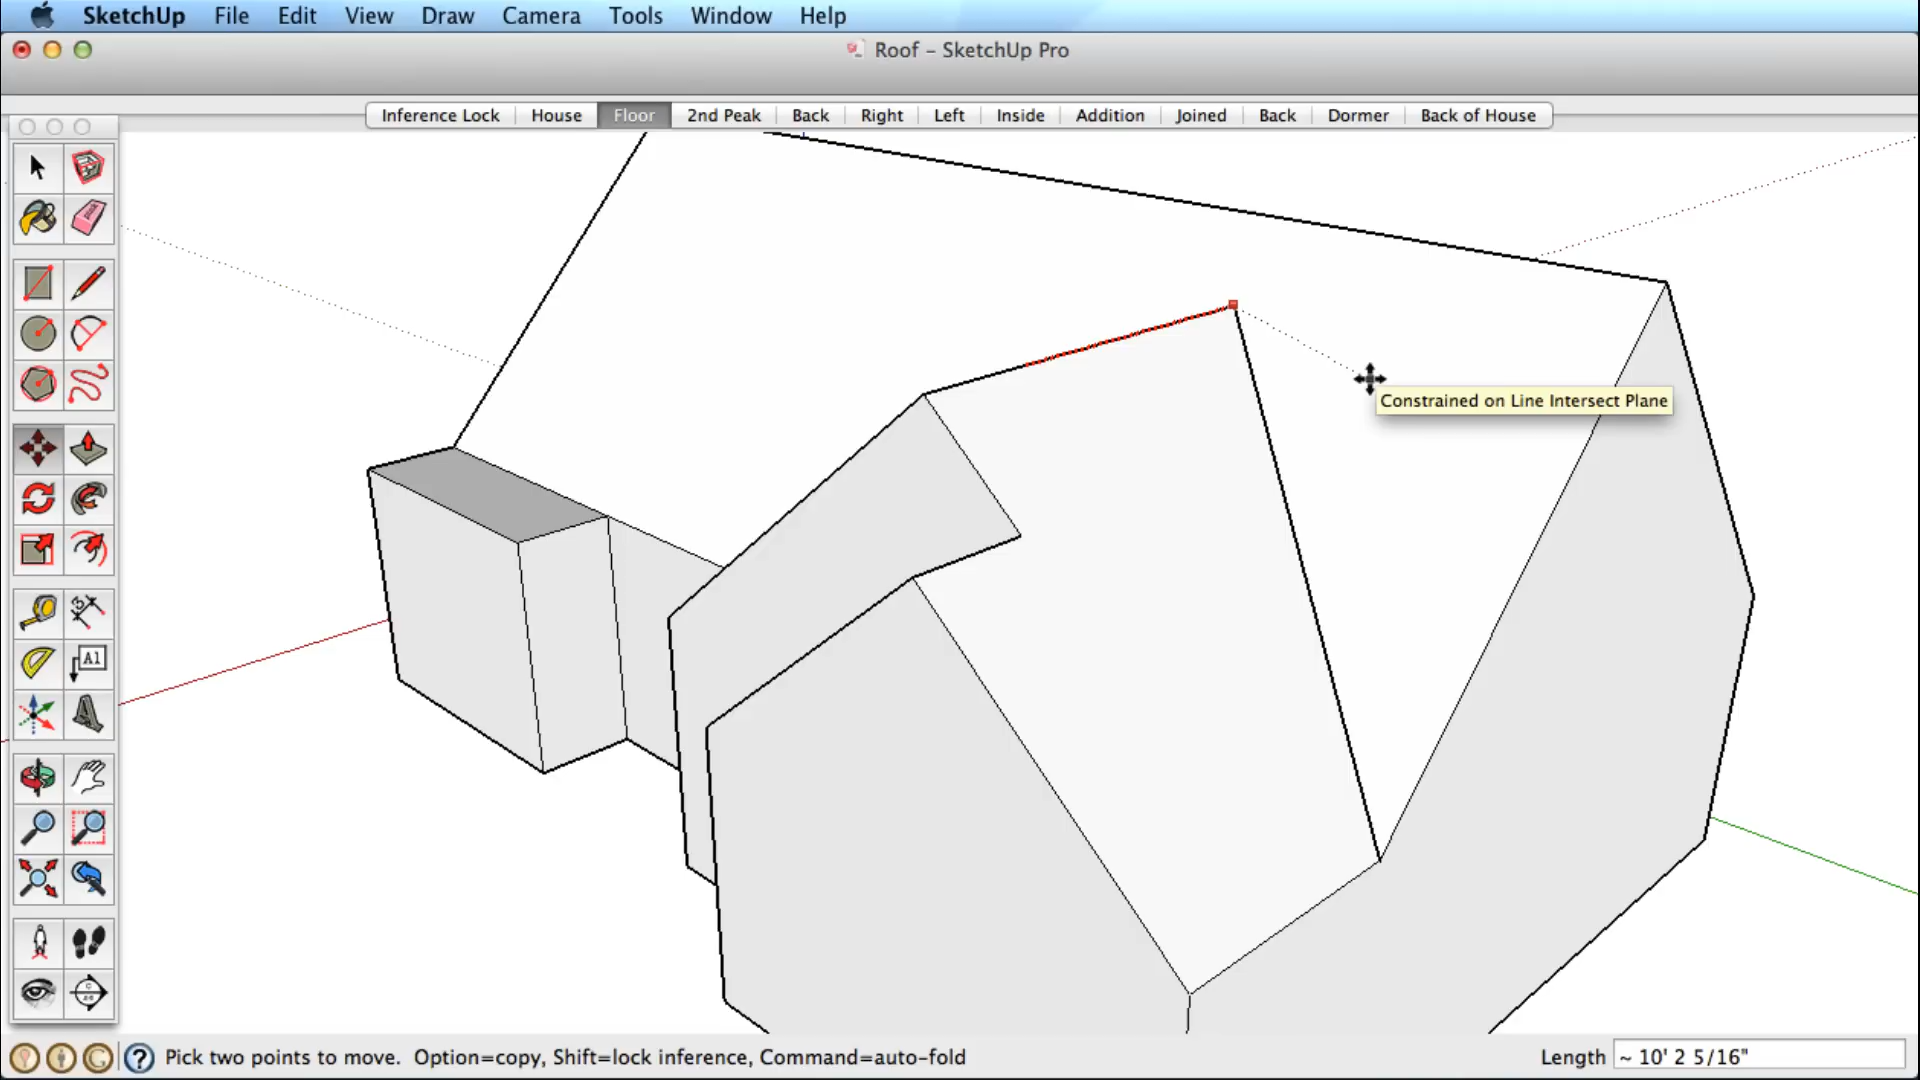 SketchUp File Edit View Draw Camera Tools Window Help
Roof - SketchUp Pro
Inference Lock House Floor 2nd Peak Back Right Left Inside Addition Joined Back Dormer Back of House
Constrained on Line Intersect Plane
A1
Pick two points to move. Option=copy, Shift=lock inference, Command=auto-fold
Length ~ 10' 2 5/16"